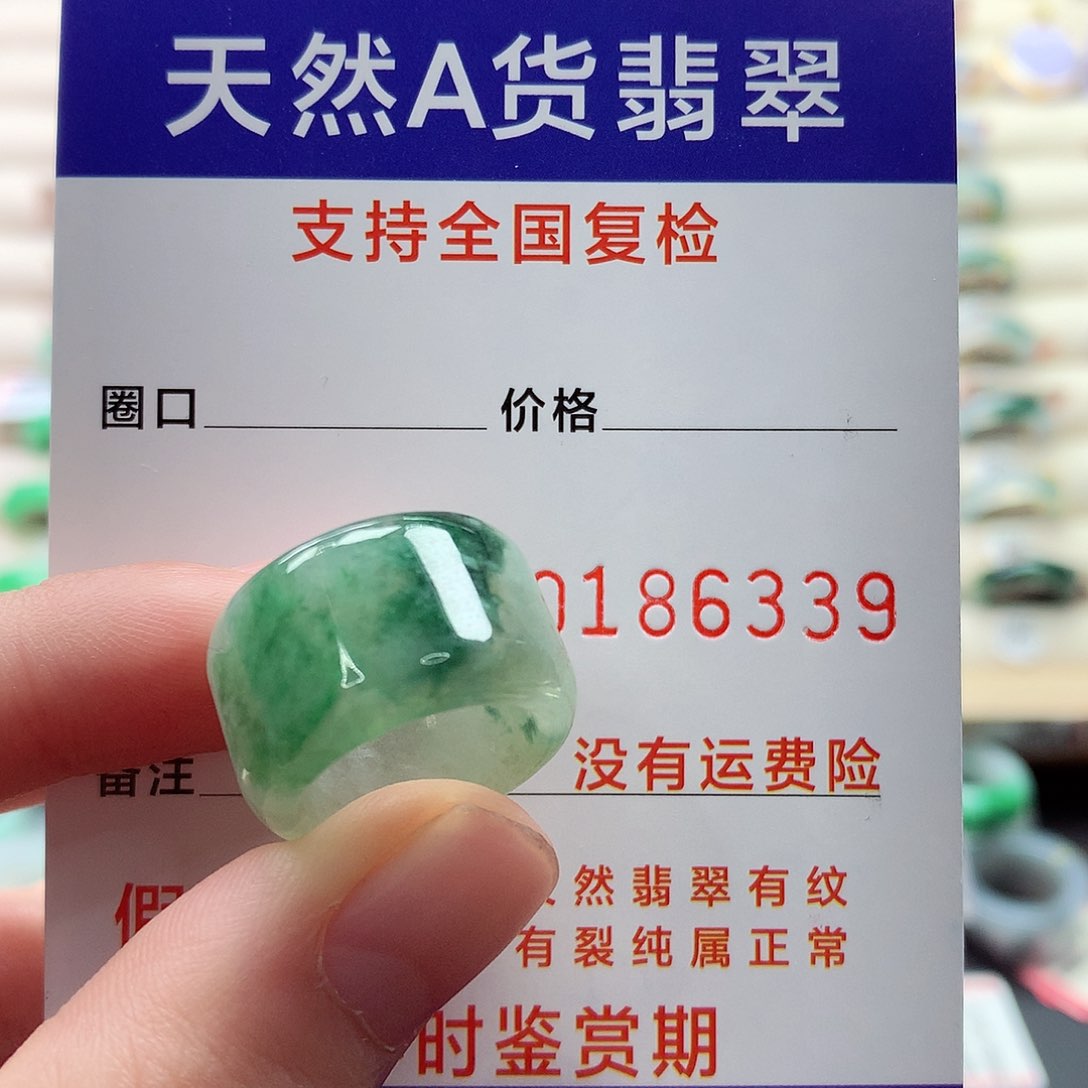 天然A货翡翠
支持全国复检
圈口 价格
0186339
备注 没有运费险
假 然翡翠有纹
有裂纯属正常
时鉴赏期